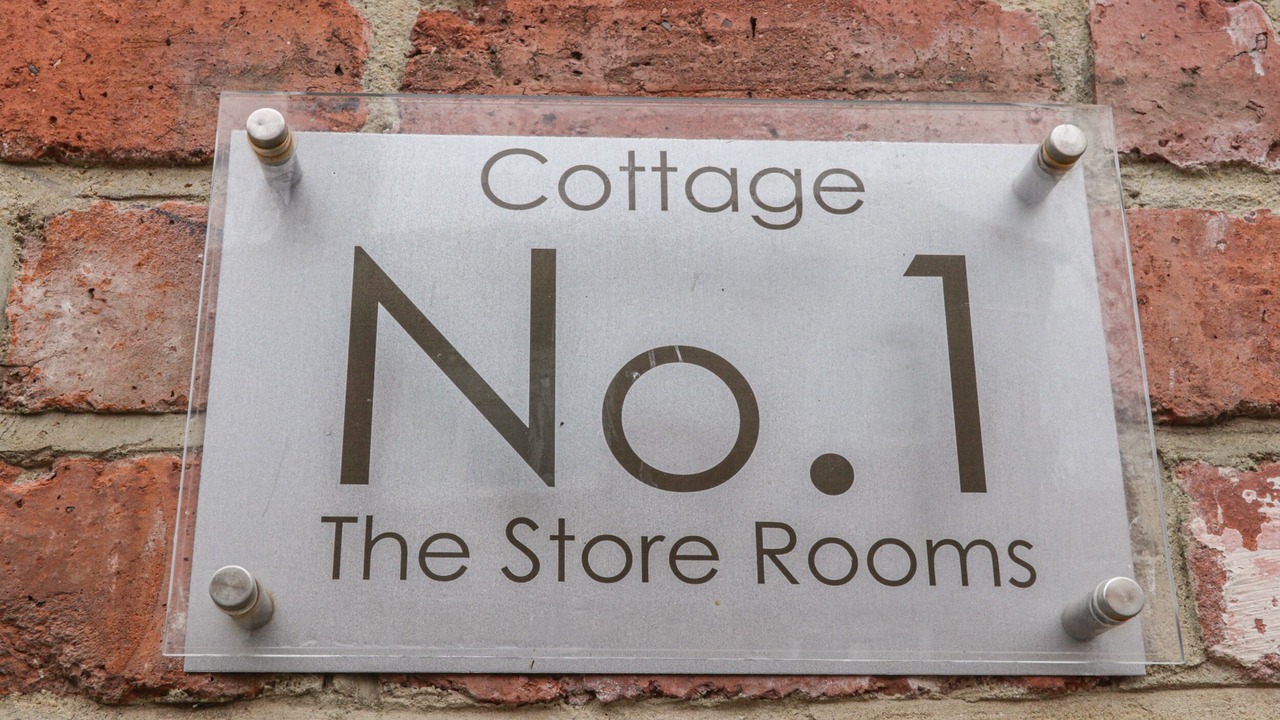 Cottage
No.1
The Store Rooms